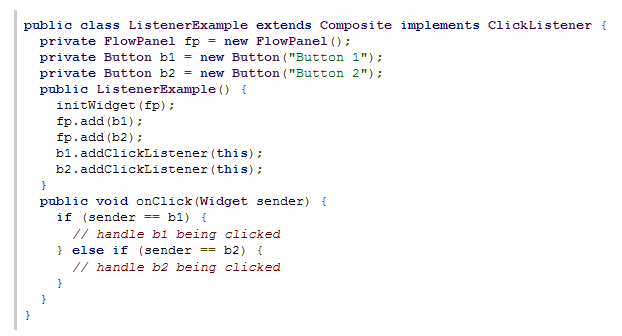 public class ListenerExample extends Composite implements ClickListener {
  private FlowPanel fp = new FlowPanel();
  private Button b1 = new Button("Button 1");
  private Button b2 = new Button("Button 2");
  public ListenerExample() {
    initWidget(fp);
    fp.add(b1);
    fp.add(b2);
    b1.addClickListener(this);
    b2.addClickListener(this);
  }
  public void onClick(Widget sender) {
    if (sender == b1) {
      // handle b1 being clicked
    } else if (sender == b2) {
      // handle b2 being clicked
    }
  }
}